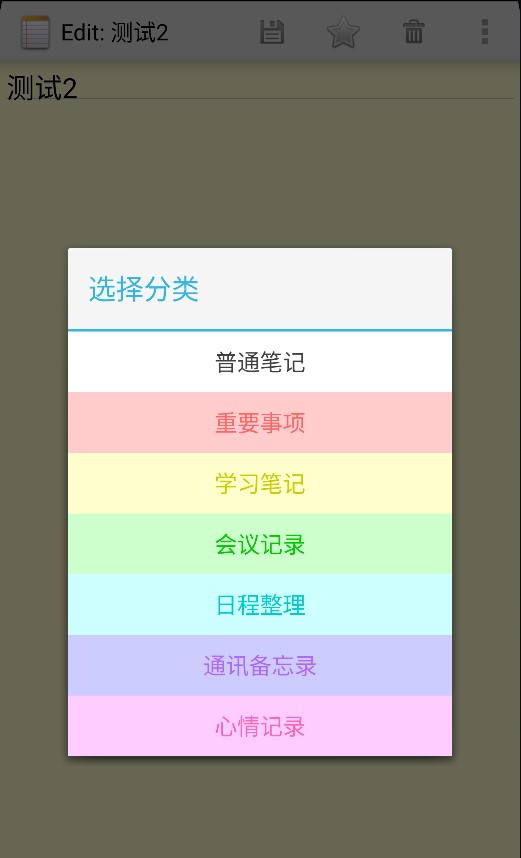 Edit: 测试2
测试2
选择分类
普通笔记
重要事项
学习笔记
会议记录
日程整理
通讯备忘录
心情记录